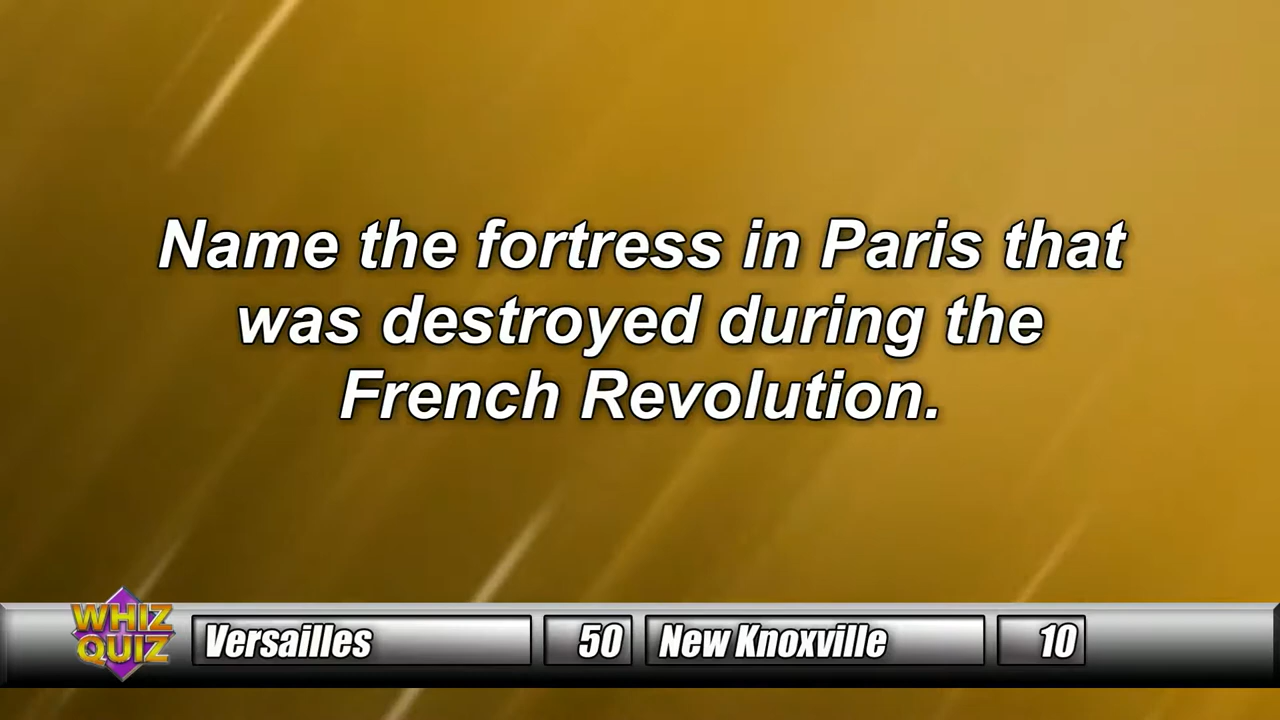 Name the fortress in Paris that
was destroyed during the
French Revolution.
WHIZ
QUIZ
Versailles 50 New Knoxville 10